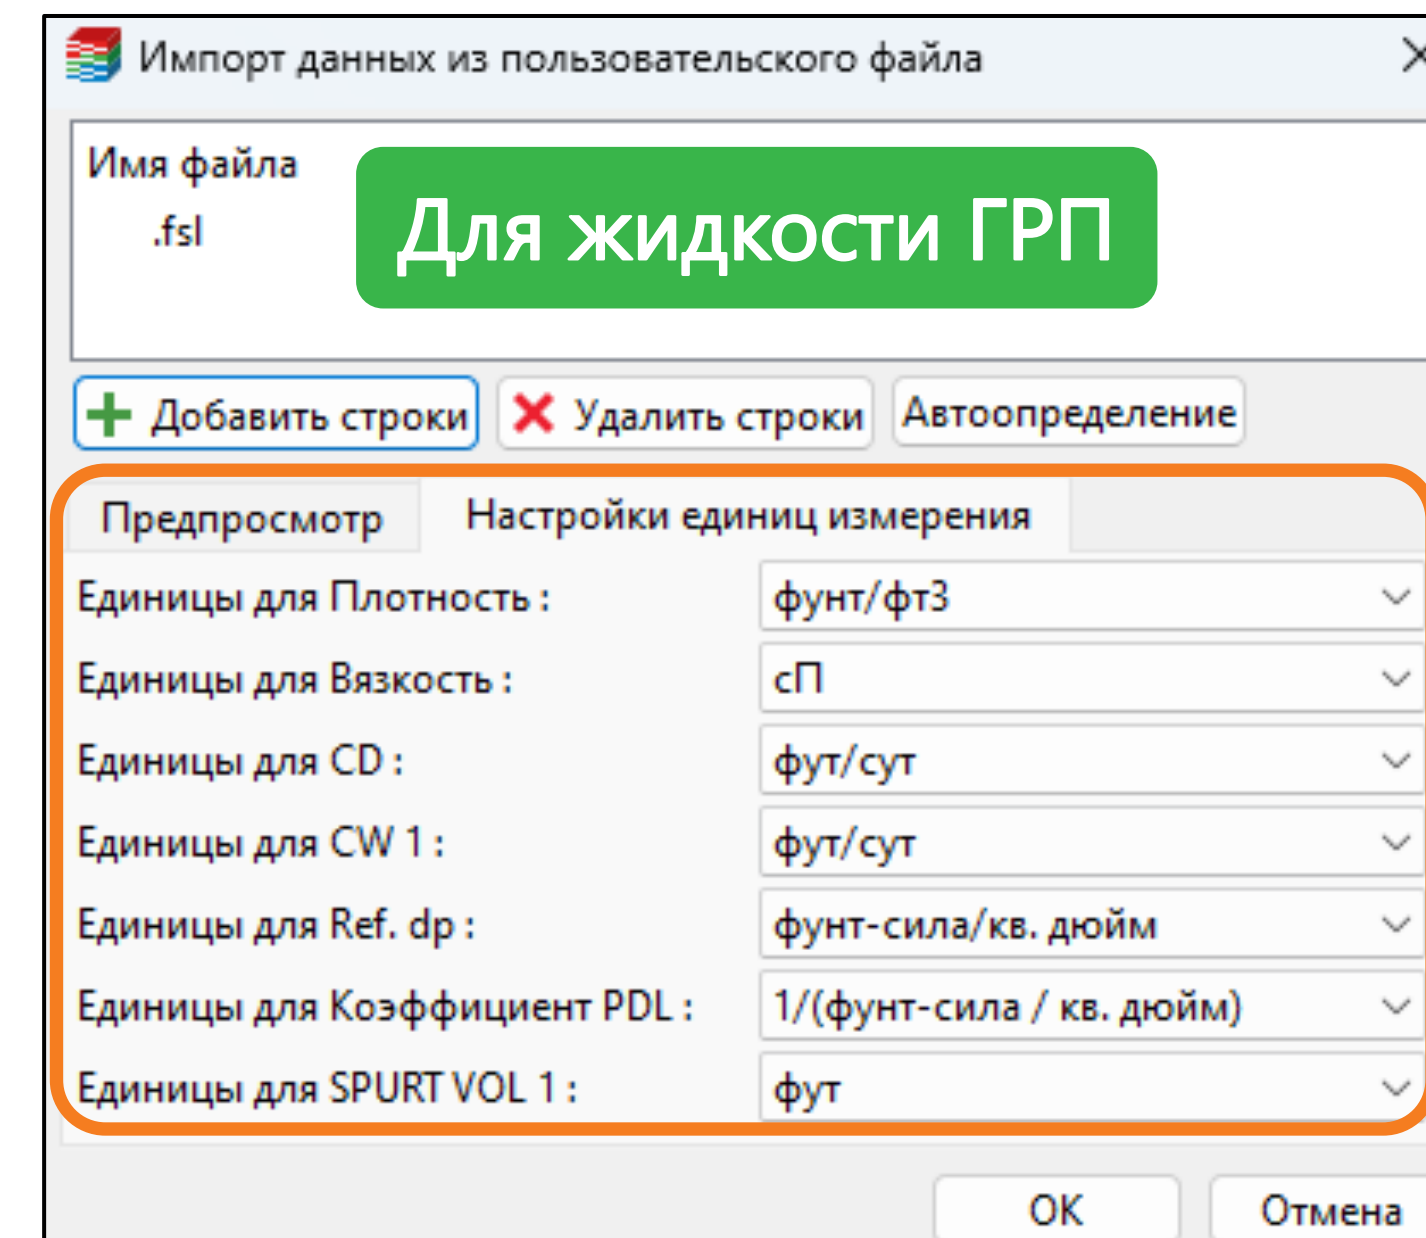 Импорт данных из пользовательского файла
Имя файла
.fsl
Для жидкости ГРП
Добавить строки
Удалить строки
Автоопределение
Предпросмотр
Настройки единиц измерения
Единицы для Плотность : фунт/фт3
Единицы для Вязкость : сП
Единицы для CD : фут/сут
Единицы для CW 1 : фут/сут
Единицы для Ref. dp : фунт-сила/кв. дюйм
Единицы для Коэффициент PDL : 1/(фунт-сила / кв. дюйм)
Единицы для SPURT VOL 1 : фут
ОК
Отмена